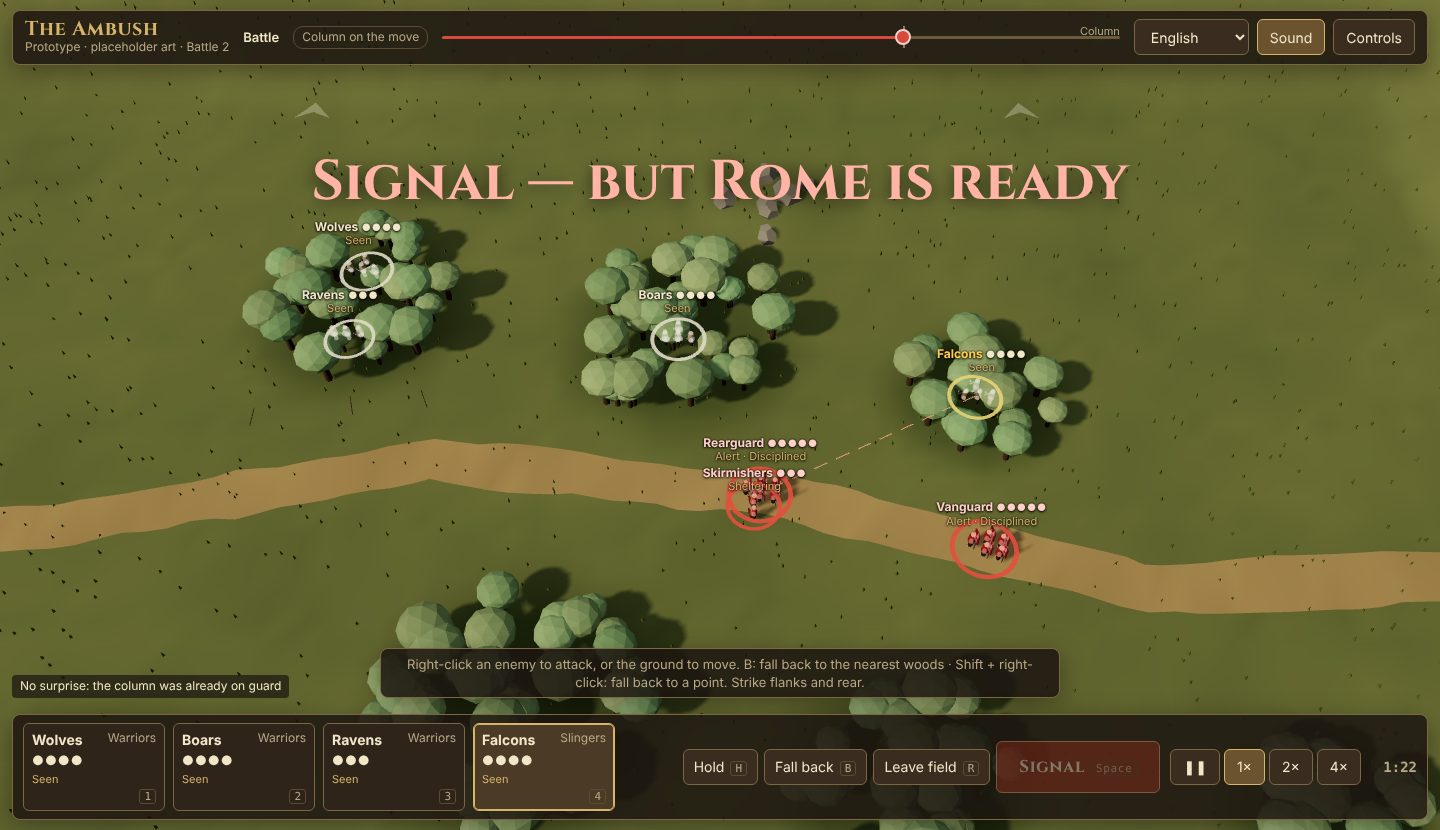 The Ambush
Prototype · placeholder art · Battle 2
Battle
Column on the move
Column
English
Sound
Controls
Signal — but Rome is ready
Wolves ●●●●
Seen
Ravens ●●●
Seen
Boars ●●●●
Seen
Falcons ●●●●
Seen
Rearguard ●●●●●
Alert · Disciplined
Skirmishers ●●●
Sheltering
Vanguard ●●●●●
Alert · Disciplined
Right-click an enemy to attack, or the ground to move. B: fall back to the nearest woods · Shift + right-
click: fall back to a point. Strike flanks and rear.
No surprise: the column was already on guard
Wolves Warriors
●●●●
Seen
1
Boars Warriors
●●●●
Seen
2
Ravens Warriors
●●●
Seen
3
Falcons Slingers
●●●●
Seen
4
Hold H
Fall back B
Leave field R
Signal Space
1×
2×
4×
1:22